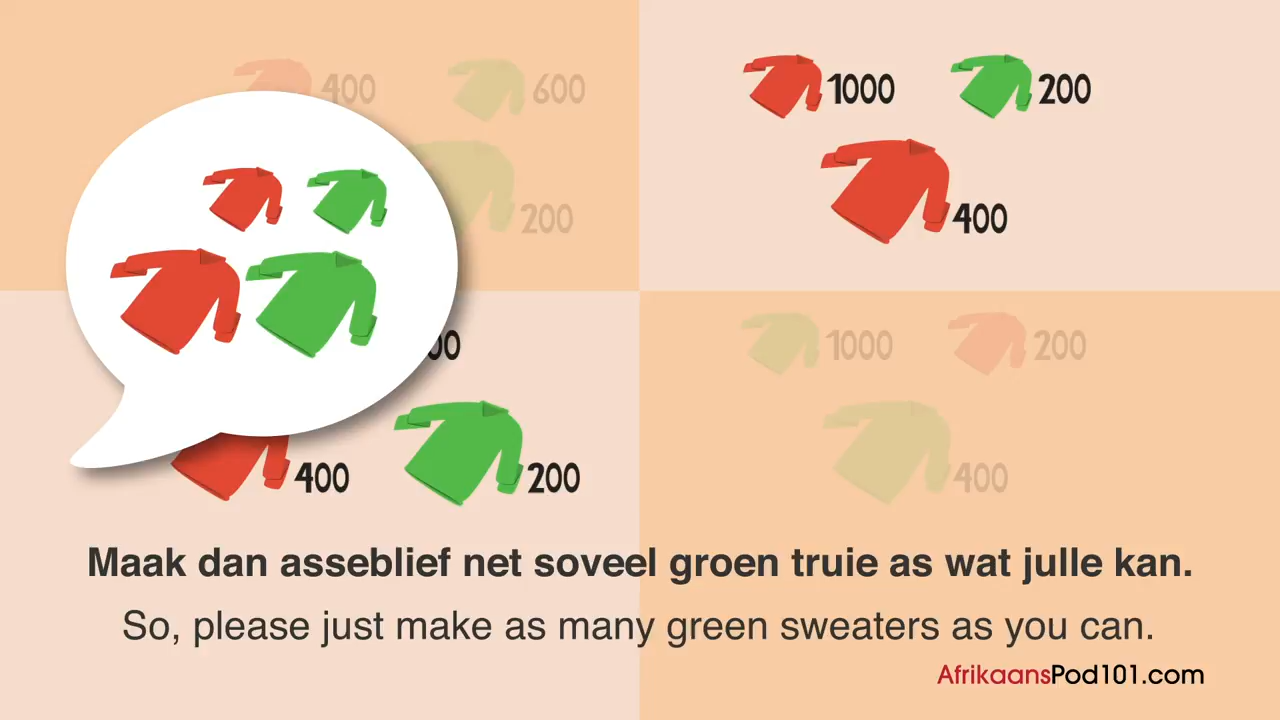 400 600
1000 200
200
400
1000 200
400 200
400
Maak dan asseblief net soveel groen truie as wat julle kan.
So, please just make as many green sweaters as you can.
AfrikaansPod101.com